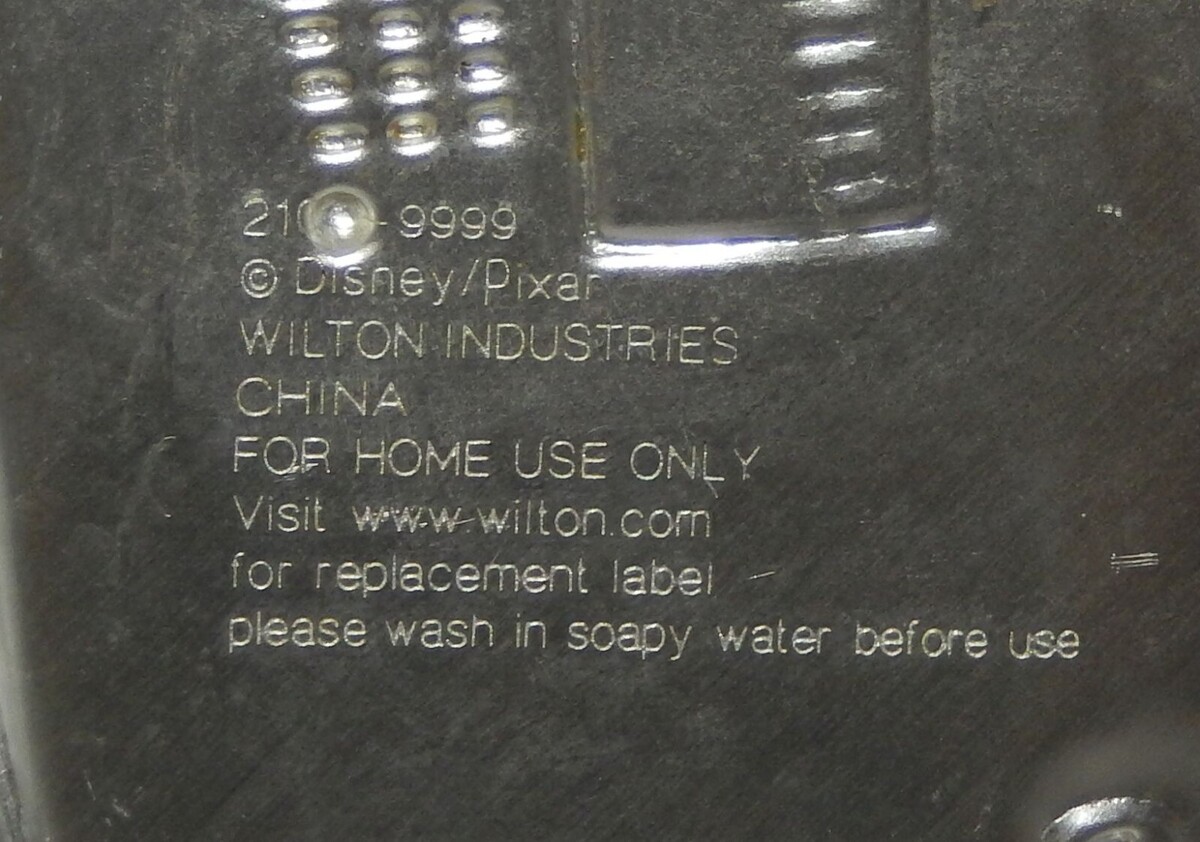 9999
© Disney/Pixar
WILTON INDUSTRIES
CHINA
FOR HOME USE ONLY
Visit www.wilton.com
for replacement label
please wash in soapy water before use